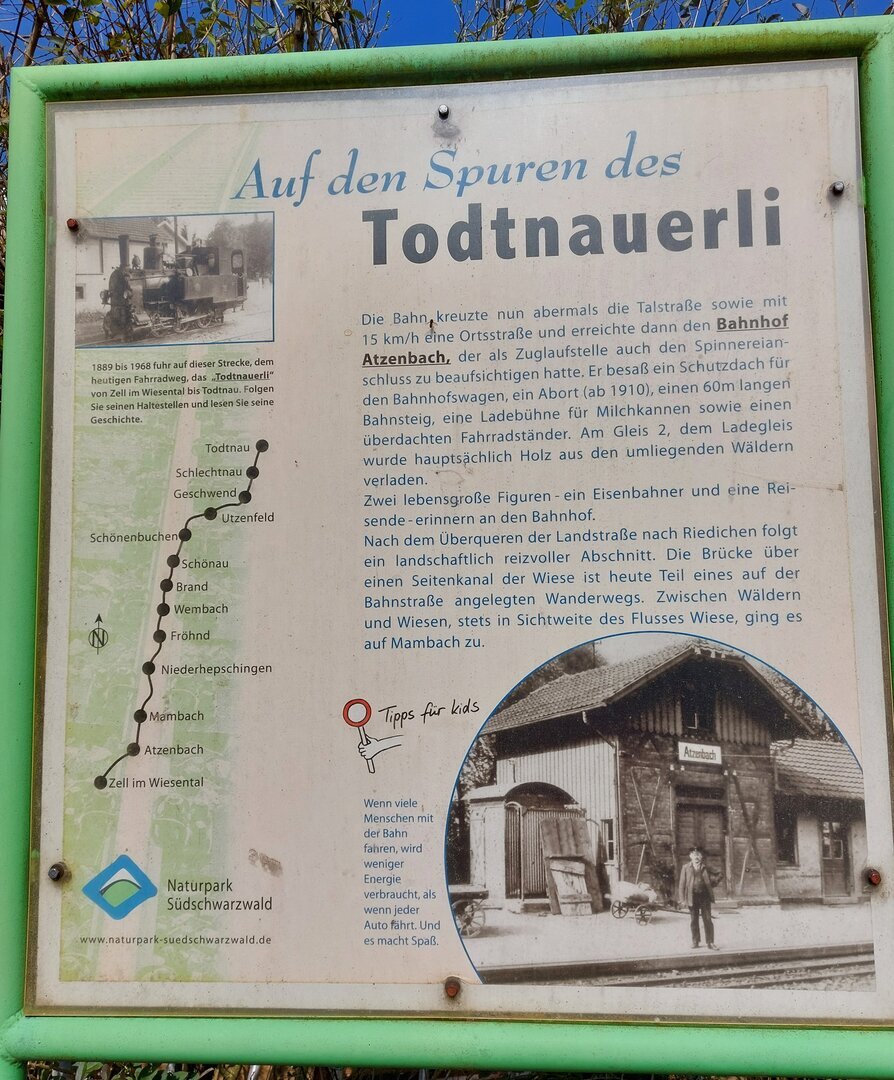 Auf den Spuren des
Todtnauerli
1889 bis 1968 fuhr auf dieser Strecke, dem
heutigen Fahrradweg, das „Todtnauerli“
von Zell im Wiesental bis Todtnau. Folgen
Sie seinen Haltestellen und lesen Sie seine
Geschichte.
Todtnau
Schlechtnau
Geschwend
Utzenfeld
Schönenbuchen
Schönau
Brand
Wembach
Fröhnd
Niederhepschingen
Mambach
Atzenbach
Zell im Wiesental
N
Naturpark
Südschwarzwald
www.naturpark-suedschwarzwald.de
Die Bahn kreuzte nun abermals die Talstraße sowie mit
15 km/h eine Ortsstraße und erreichte dann den Bahnhof
Atzenbach, der als Zuglaufstelle auch den Spinnereian-
schluss zu beaufsichtigen hatte. Er besaß ein Schutzdach für
den Bahnhofswagen, ein Abort (ab 1910), einen 60m langen
Bahnsteig, eine Ladebühne für Milchkannen sowie einen
überdachten Fahrradständer. Am Gleis 2, dem Ladegleis
wurde hauptsächlich Holz aus den umliegenden Wäldern
verladen.
Zwei lebensgroße Figuren - ein Eisenbahner und eine Rei-
sende - erinnern an den Bahnhof.
Nach dem Überqueren der Landstraße nach Riedichen folgt
ein landschaftlich reizvoller Abschnitt. Die Brücke über
einen Seitenkanal der Wiese ist heute Teil eines auf der
Bahnstraße angelegten Wanderwegs. Zwischen Wäldern
und Wiesen, stets in Sichtweite des Flusses Wiese, ging es
auf Mambach zu.
Tipps für kids
Wenn viele
Menschen mit
der Bahn
fahren, wird
weniger
Energie
verbraucht, als
wenn jeder
Auto fährt. Und
es macht Spaß.
Atzenbach